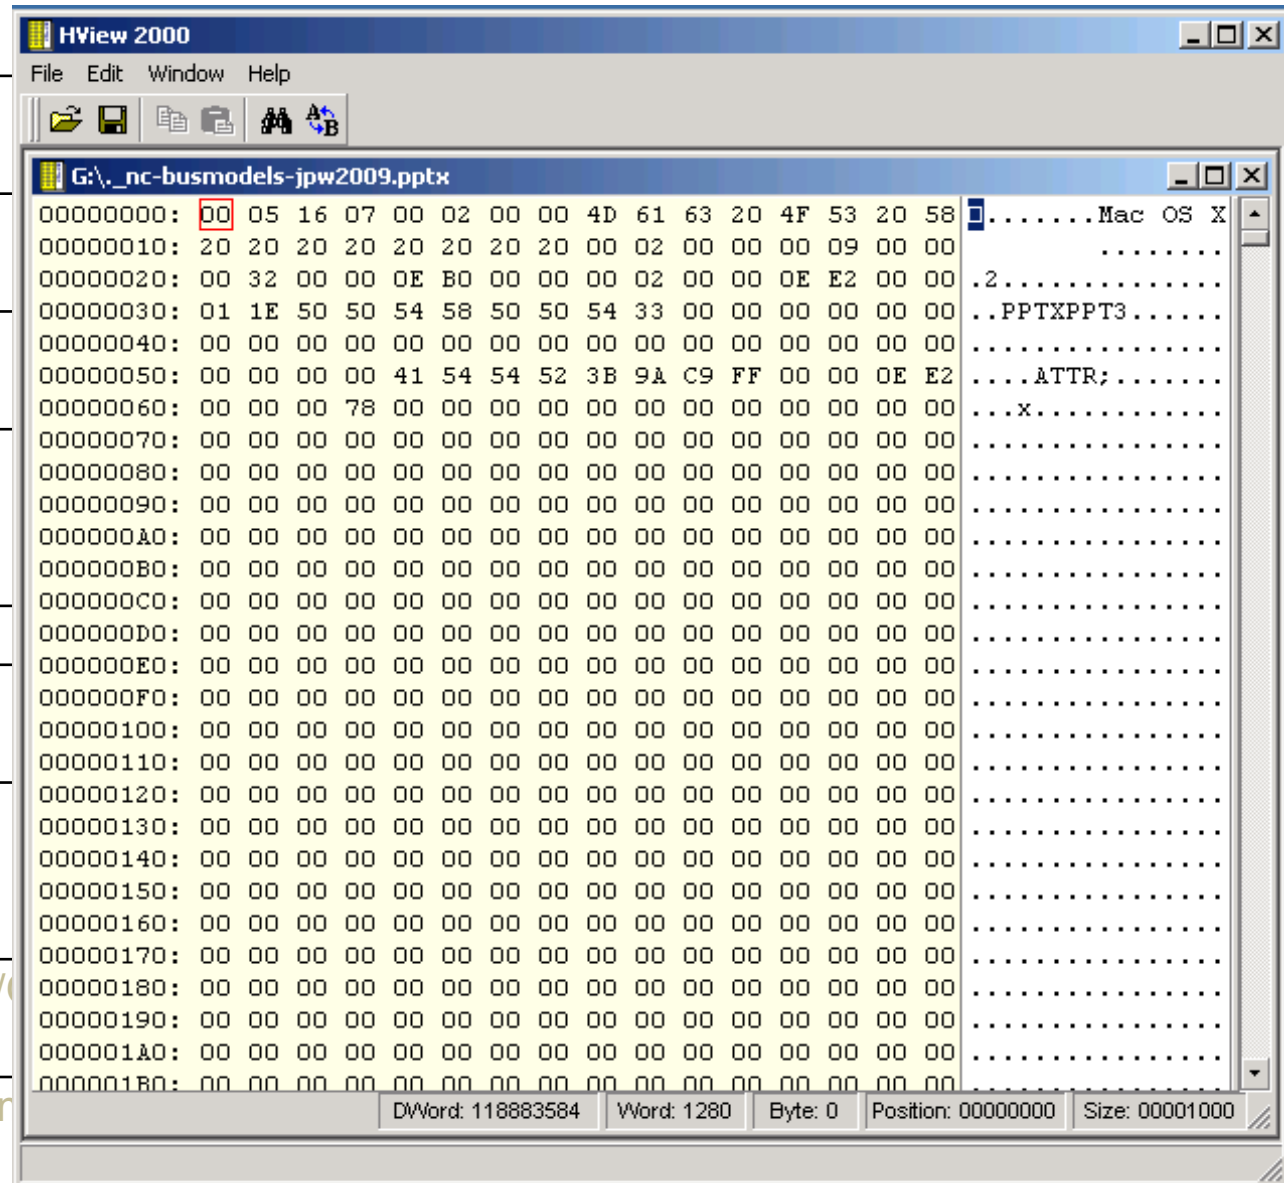 HView 2000
File Edit Window Help
G:\._nc-busmodels-jpw2009.pptx
00000000: 00 05 16 07 00 02 00 00 4D 61 63 20 4F 53 20 58 ........Mac OS X
00000010: 20 20 20 20 20 20 20 20 00 02 00 00 00 09 00 00         ........
00000020: 00 32 00 00 0E B0 00 00 00 02 00 00 0E E2 00 00 .2..............
00000030: 01 1E 50 50 54 58 50 50 54 33 00 00 00 00 00 00 ..PPTXPPT3......
00000040: 00 00 00 00 00 00 00 00 00 00 00 00 00 00 00 00 ................
00000050: 00 00 00 00 41 54 54 52 3B 9A C9 FF 00 00 0E E2 ....ATTR;.......
00000060: 00 00 00 78 00 00 00 00 00 00 00 00 00 00 00 00 ...x............
00000070: 00 00 00 00 00 00 00 00 00 00 00 00 00 00 00 00 ................
00000080: 00 00 00 00 00 00 00 00 00 00 00 00 00 00 00 00 ................
00000090: 00 00 00 00 00 00 00 00 00 00 00 00 00 00 00 00 ................
000000A0: 00 00 00 00 00 00 00 00 00 00 00 00 00 00 00 00 ................
000000B0: 00 00 00 00 00 00 00 00 00 00 00 00 00 00 00 00 ................
000000C0: 00 00 00 00 00 00 00 00 00 00 00 00 00 00 00 00 ................
000000D0: 00 00 00 00 00 00 00 00 00 00 00 00 00 00 00 00 ................
000000E0: 00 00 00 00 00 00 00 00 00 00 00 00 00 00 00 00 ................
000000F0: 00 00 00 00 00 00 00 00 00 00 00 00 00 00 00 00 ................
00000100: 00 00 00 00 00 00 00 00 00 00 00 00 00 00 00 00 ................
00000110: 00 00 00 00 00 00 00 00 00 00 00 00 00 00 00 00 ................
00000120: 00 00 00 00 00 00 00 00 00 00 00 00 00 00 00 00 ................
00000130: 00 00 00 00 00 00 00 00 00 00 00 00 00 00 00 00 ................
00000140: 00 00 00 00 00 00 00 00 00 00 00 00 00 00 00 00 ................
00000150: 00 00 00 00 00 00 00 00 00 00 00 00 00 00 00 00 ................
00000160: 00 00 00 00 00 00 00 00 00 00 00 00 00 00 00 00 ................
00000170: 00 00 00 00 00 00 00 00 00 00 00 00 00 00 00 00 ................
00000180: 00 00 00 00 00 00 00 00 00 00 00 00 00 00 00 00 ................
00000190: 00 00 00 00 00 00 00 00 00 00 00 00 00 00 00 00 ................
000001A0: 00 00 00 00 00 00 00 00 00 00 00 00 00 00 00 00 ................
000001B0: 00 00 00 00 00 00 00 00 00 00 00 00 00 00 00 00 ................
DWord: 118883584 Word: 1280 Byte: 0 Position: 00000000 Size: 00001000